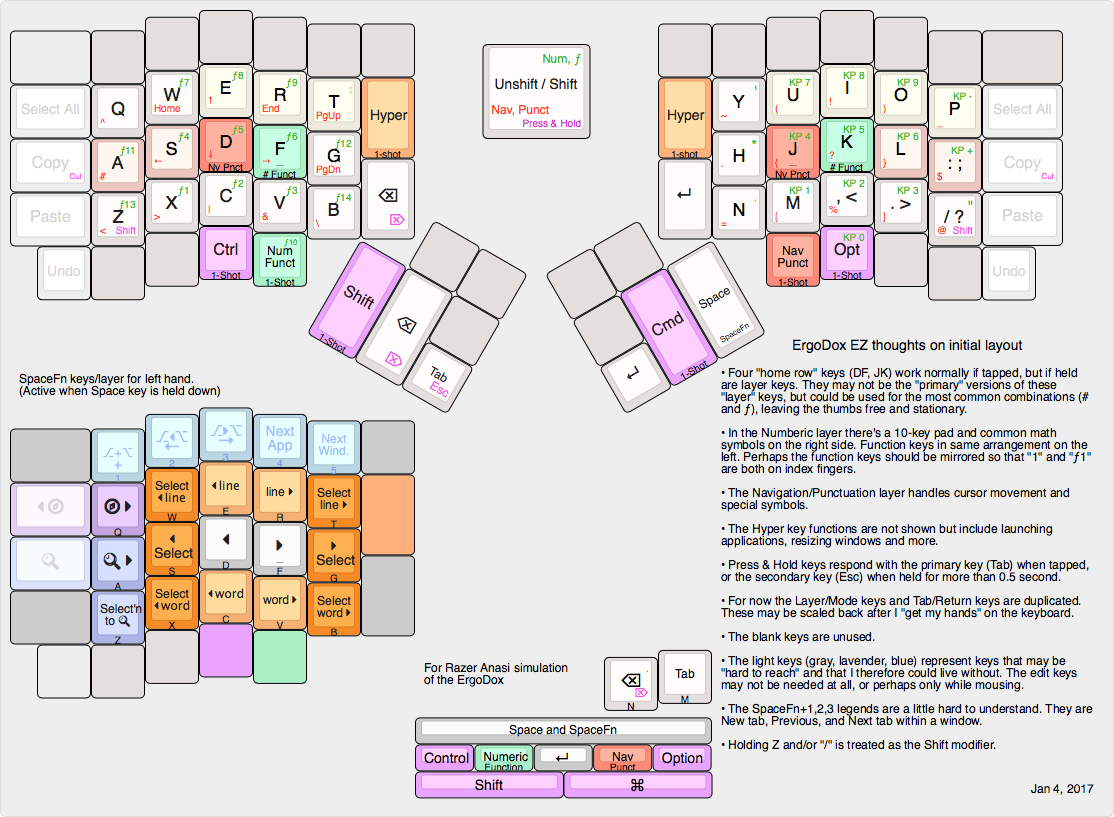 Num, ƒ
Unshift / Shift
Nav, Punct
Press & Hold
Select All
Q
^
W
ƒ7
Home
E
ƒ8
↑
R
ƒ9
End
T
:
PgUp
Hyper
1-shot
Copy
Cut
A
ƒ11
#
S
ƒ4
←
D
ƒ5
↓
Nv Pnct
F
ƒ6
→
_
# Funct
G
ƒ12
PgDn
Paste
Z
ƒ13
<
Shift
X
ƒ1
>
C
ƒ2
|
V
ƒ3
&
B
ƒ14
\
⌫
⌦
Undo
Ctrl
1-Shot
ƒ10
Num
Funct
1-Shot
Shift
1-Shot
⌫
⌦
Tab
Esc
Hyper
1-shot
Y
'
~
U
KP 7
(
I
KP 8
!
O
KP 9
)
P
KP -
_
Select All
H
*
J
KP 4
{
_
Nv Pnct
K
KP 5
?
# Funct
L
KP 6
}
: ;
KP +
$
Copy
Cut
↵
N
=
M
KP 1
[
, <
KP 2
%
. >
KP 3
]
/ ?
"
@
Shift
Paste
Nav
Punct
1-Shot
KP 0
Opt
1-Shot
Undo
Cmd
1-Shot
Space
SpaceFn
↵
ErgoDox EZ thoughts on initial layout
• Four "home row" keys (DF, JK) work normally if tapped, but if held
are layer keys. They may not be the "primary" versions of these
"layer" keys, but could be used for the most common combinations (#
and ƒ), leaving the thumbs free and stationary.
• In the Numberic layer there's a 10-key pad and common math
symbols on the right side. Function keys in same arrangement on the
left. Perhaps the function keys should be mirrored so that "1" and "ƒ1"
are both on index fingers.
• The Navigation/Punctuation layer handles cursor movement and
special symbols.
• The Hyper key functions are not shown but include launching
applications, resizing windows and more.
• Press & Hold keys respond with the primary key (Tab) when tapped,
or the secondary key (Esc) when held for more than 0.5 second.
• For now the Layer/Mode keys and Tab/Return keys are duplicated.
These may be scaled back after I "get my hands" on the keyboard.
• The blank keys are unused.
• The light keys (gray, lavender, blue) represent keys that may be
"hard to reach" and that I therefore could live without. The edit keys
may not be needed at all, or perhaps only while mousing.
• The SpaceFn+1,2,3 legends are a little hard to understand. They are
New tab, Previous, and Next tab within a window.
• Holding Z and/or "/" is treated as the Shift modifier.
Jan 4, 2017
SpaceFn keys/layer for left hand.
(Active when Space key is held down)
⌥+⌥
+
1
2
3
Next
App
4
Next
Wind.
5
Q
Select
line
W
line
E
line
R
Select
line
T
A
Select
S
D
_
F
Select
G
Select'n
to
Z
Select
word
X
word
C
word
V
Select
word
B
For Razer Anasi simulation
of the ErgoDox
⌫
⌦
N
Tab
M
Space and SpaceFn
Control
Numeric
Function
↵
Nav
Punct
Option
Shift
⌘